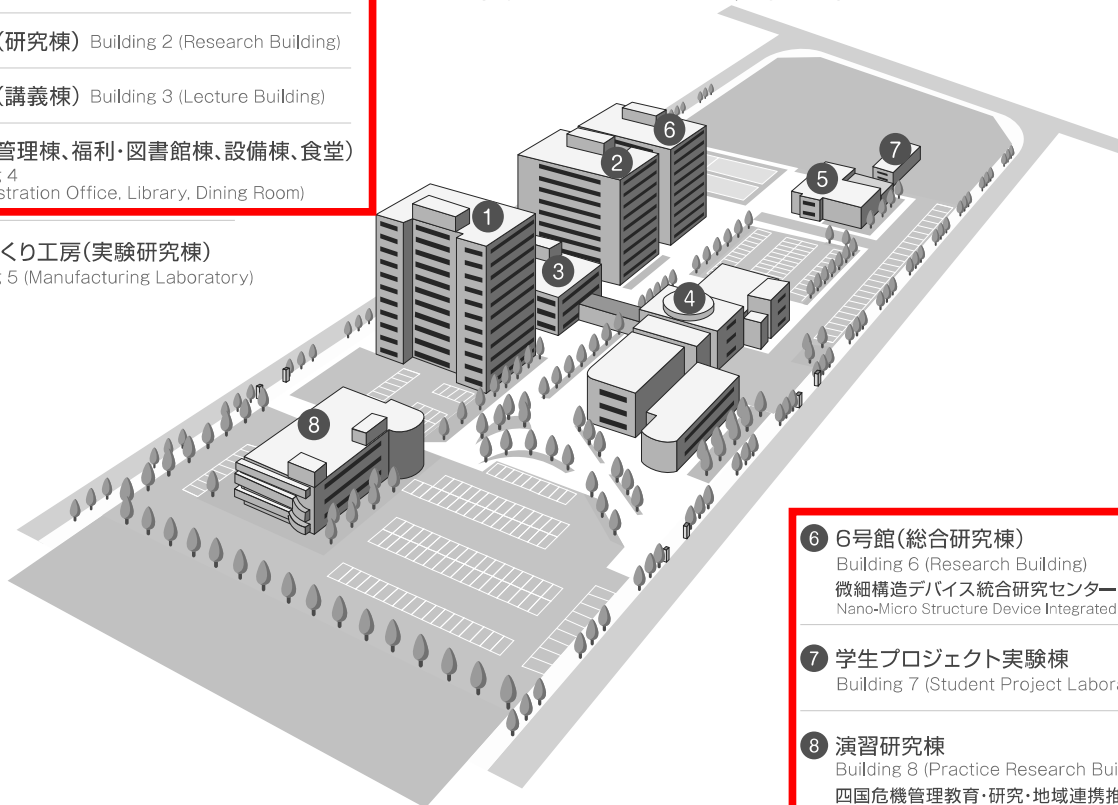 (研究棟) Building 2 (Research Building)
(講義棟) Building 3 (Lecture Building)
管理棟、福利・図書館棟、設備棟、食堂)
4
Office, Library, Dining Room)
くり工房(実験研究棟)
5 (Manufacturing Laboratory)
1
2
3
4
5
6
7
8
6 6号館(総合研究棟)
Building 6 (Research Building)
微細構造デバイス統合研究センター
Nano-Micro Structure Device Integrated
7 学生プロジェクト実験棟
Building 7 (Student Project
8 演習研究棟
Building 8 (Practice Research
四国危機管理教育・研究・地域連携推